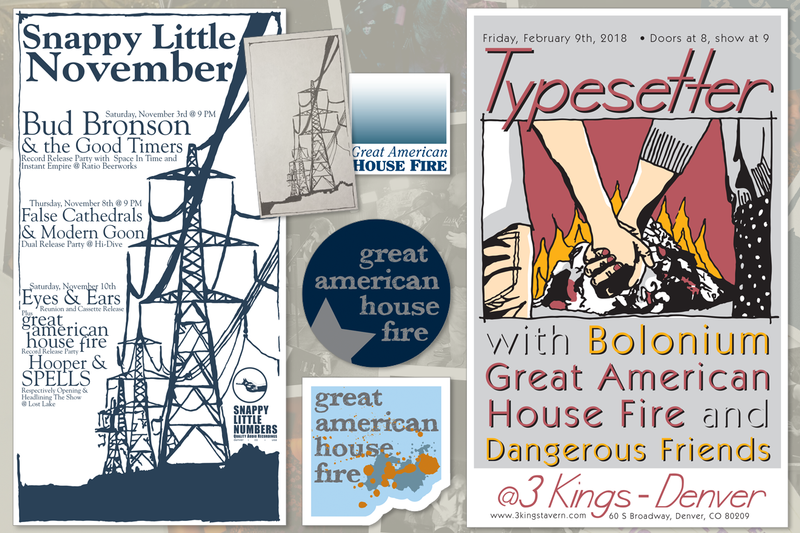 Snappy Little
November
Saturday, November 3rd @ 9 PM
Bud Bronson
& the Good Timers
Record Release Party with Space In Time and
Instant Empire @ Ratio Beerworks
Thursday, November 8th @ 9 PM
False Cathedrals
& Modern Goon
Dual Release Party @ Hi-Dive
Saturday, November 10th
Eyes & Ears
Reunion and Cassette Release
Plus
great
american
house fire
Record Release Party
Hooper &
SPELLS
Respectively Opening &
Headlining The Show
@ Lost Lake
SNAPPY
LITTLE
NUMBERS
QUALITY AUDIO RECORDINGS
Great American
HOUSE FIRE
great
american
house
fire
great
american
house
fire
Friday, February 9th, 2018 • Doors at 8, show at 9
Typesetter
with Bolonium
Great American
House Fire and
Dangerous Friends
@3 Kings - Denver
www.3kingstavern.com / 60 S Broadway, Denver, CO 80209